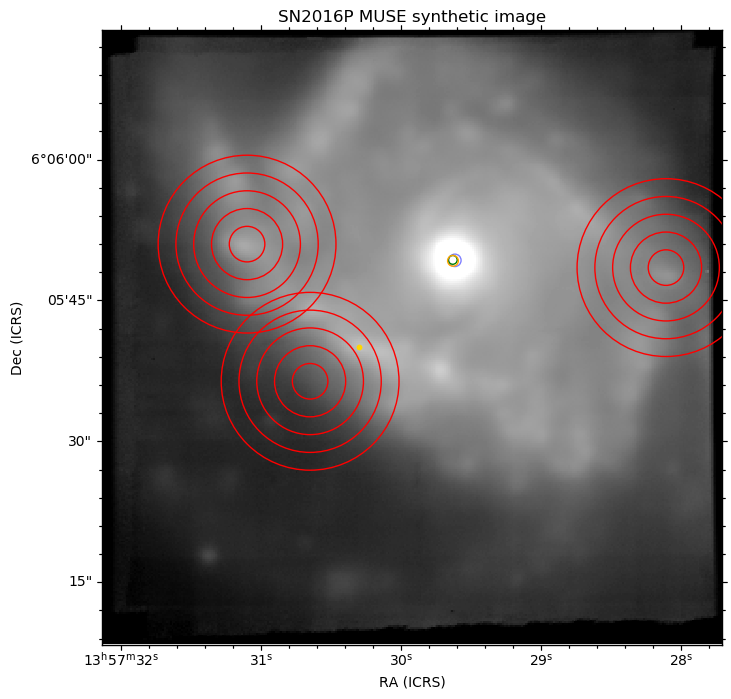 SN2016P MUSE synthetic image
6°06'00"
05'45"
30"
15"
Dec (ICRS)
13ʰ57ᵐ32ˢ 31ˢ 30ˢ 29ˢ 28ˢ
RA (ICRS)